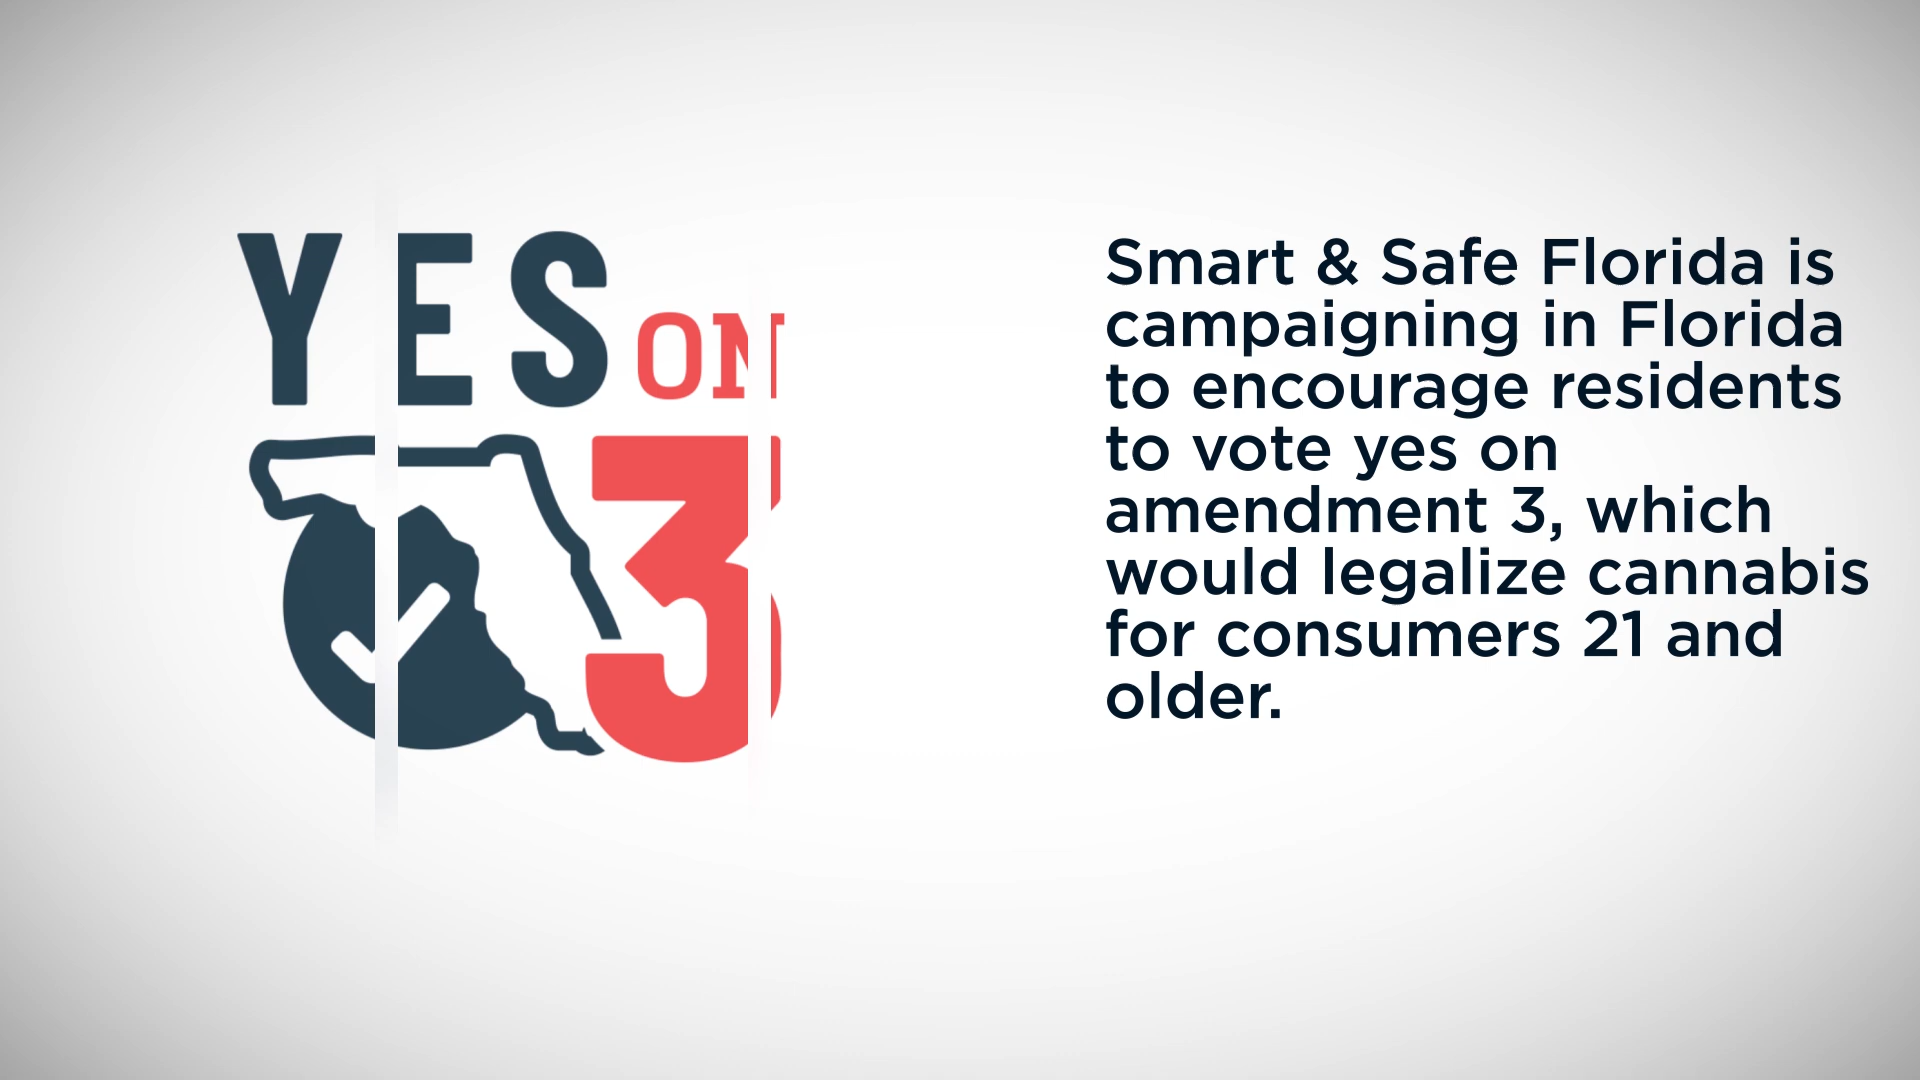 YES ON
3
Smart & Safe Florida is
campaigning in Florida
to encourage residents
to vote yes on
amendment 3, which
would legalize cannabis
for consumers 21 and
older.